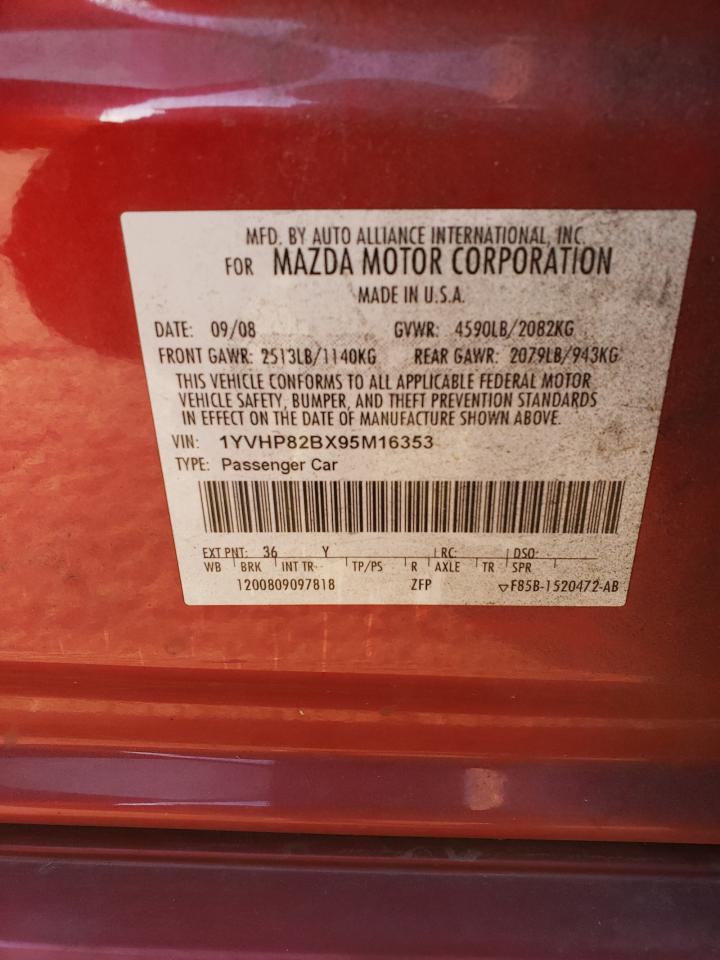 MFD. BY AUTO ALLIANCE INTERNATIONAL, INC.
FOR MAZDA MOTOR CORPORATION
MADE IN U.S.A.
DATE: 09/08 GVWR: 4590LB/2082KG
FRONT GAWR: 2513LB/1140KG REAR GAWR: 2079LB/943KG
THIS VEHICLE CONFORMS TO ALL APPLICABLE FEDERAL MOTOR
VEHICLE SAFETY, BUMPER, AND THEFT PREVENTION STANDARDS
IN EFFECT ON THE DATE OF MANUFACTURE SHOWN ABOVE.
VIN: 1YVHP82BX95M16353
TYPE: Passenger Car
EXT PNT: 36 Y RC: DSO:
WB BRK INT TR TP/PS R AXLE TR SPR
1200809097818 ZFP ▽F85B-1520472-AB